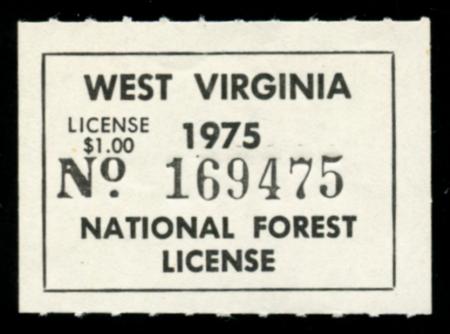 WEST VIRGINIA
LICENSE 1975
$1.00
No. 169475
NATIONAL FOREST
LICENSE